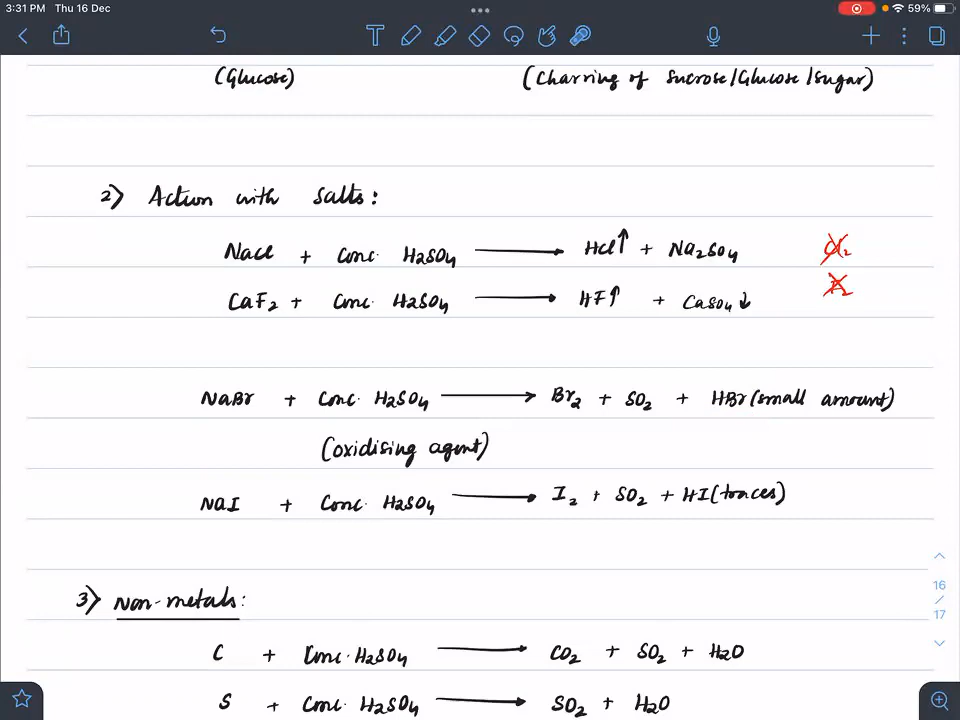 3:31 PM Thu 16 Dec 59%
(Glucose) (Charring of Sucrose/Glucose/Sugar)
2) Action with Salts:
NaCl + Conc· H₂SO₄ ⟶ HCl↑ + Na₂SO₄ Cl₂
CaF₂ + Conc· H₂SO₄ ⟶ HF↑ + CaSO₄↓ F₂
NaBr + Conc· H₂SO₄ ⟶ Br₂ + SO₂ + HBr(small amount)
(oxidising agent)
NaI + Conc· H₂SO₄ ⟶ I₂ + SO₂ + HI(traces)
3) Non-metals:
C + Conc·H₂SO₄ ⟶ CO₂ + SO₂ + H₂O
S + Conc·H₂SO₄ ⟶ SO₂ + H₂O
16
/
17